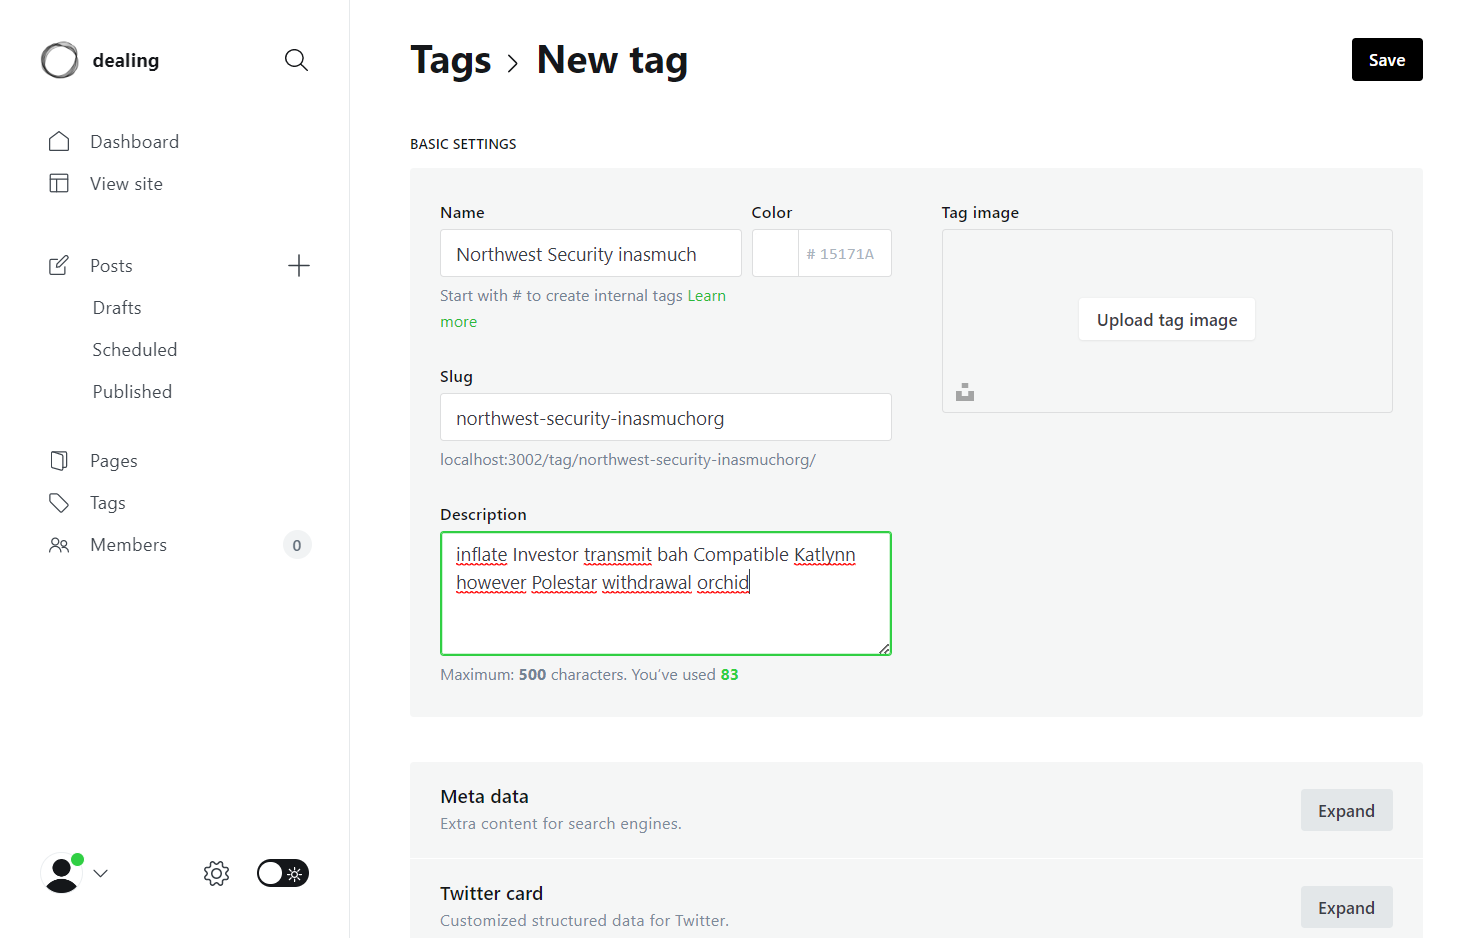 dealing
Dashboard
View site
Posts
Drafts
Scheduled
Published
Pages
Tags
Members
0
Tags > New tag
Save
BASIC SETTINGS
Name
Northwest Security inasmuch
Start with # to create internal tags Learn
more
Color
# 15171A
Slug
northwest-security-inasmuchorg
localhost:3002/tag/northwest-security-inasmuchorg/
Description
inflate Investor transmit bah Compatible Katlynn
however Polestar withdrawal orchid
Maximum: 500 characters. You've used 83
Tag image
Upload tag image
Meta data
Extra content for search engines.
Expand
Twitter card
Customized structured data for Twitter.
Expand